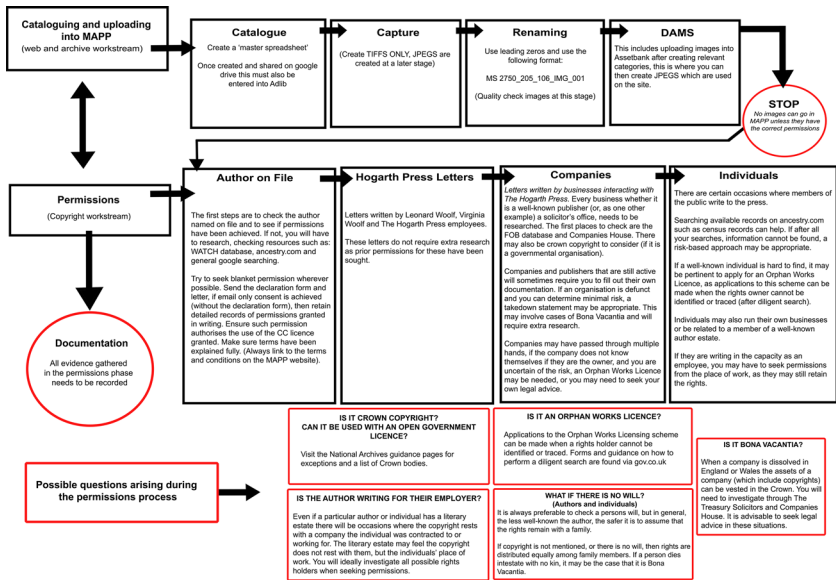 Cataloguing and uploading
into MAPP
(web and archive workstream)
Catalogue
Create a ‘master spreadsheet’
Once created and shared on google
drive this must also be
entered into Adlib
Capture
(Create TIFFS ONLY, JPEGS are
created at a later stage)
Renaming
Use leading zeros and use the
following format:
MS 2750_205_106_IMG_001
(Quality check images at this stage)
DAMS
This includes uploading images into
Assetbank after creating relevant
categories, this is where you can
then create JPEGS which are used
on the site.
STOP
No images can go in
MAPP unless they have
the correct permissions
Permissions
(Copyright workstream)
Documentation
All evidence gathered
in the permissions phase
needs to be recorded
Author on File
The first steps are to check the author
named on file and to see if permissions
have been achieved. If not, you will have
to research, checking resources such as:
WATCH database, ancestry.com and
general google searching.
Try to seek blanket permission wherever
possible. Send the declaration form and
letter, if email only consent is achieved
(without the declaration form), then retain
detailed records of permissions granted
in writing. Ensure such permission
authorises the use of the CC licence
granted. Make sure terms have been
explained fully. (Always link to the terms
and conditions on the MAPP website).
Hogarth Press Letters
Letters written by Leonard Woolf, Virginia
Woolf and The Hogarth Press employees.
These letters do not require extra research
as prior permissions for these have been
sought.
Companies
Letters written by businesses interacting with
The Hogarth Press. Every business whether it
is a well-known publisher (or, as one other
example) a solicitor’s office, needs to be
researched. The first places to check are the
FOB database and Companies House. There
may also be crown copyright to consider (if it is
a governmental organisation).
Companies and publishers that are still active
will sometimes require you to fill out their own
documentation. If an organisation is defunct
and you can determine minimal risk, a
takedown statement may be appropriate. This
may involve cases of Bona Vacantia and will
require extra research.
Companies may have passed through multiple
hands, if the company does not know
themselves if they are the owner, and you are
uncertain of the risk, an Orphan Works Licence
may be needed, or you may need to seek your
own legal advice.
Individuals
There are certain occasions where members of
the public write to the press.
Searching available records on ancestry.com
such as census records can help. If after all
your searches, information cannot be found, a
risk-based approach may be appropriate.
If a well-known individual is hard to find, it may
be pertinent to apply for an Orphan Works
Licence, as applications to this scheme can be
made when the rights owner cannot be
identified or traced (after diligent search).
Individuals may also run their own businesses
or be related to a member of a well-known
author estate.
If they are writing in the capacity as an
employee, you may have to seek permissions
from the place of work, as they may still retain
the rights.
Possible questions arising during
the permissions process
IS IT CROWN COPYRIGHT?
CAN IT BE USED WITH AN OPEN GOVERNMENT
LICENCE?
Visit the National Archives guidance pages for
exceptions and a list of Crown bodies.
IS IT AN ORPHAN WORKS LICENCE?
Applications to the Orphan Works Licensing scheme
can be made when a rights holder cannot be
identified or traced. Forms and guidance on how to
perform a diligent search are found via gov.co.uk
IS IT BONA VACANTIA?
When a company is dissolved in
England or Wales the assets of a
company (which include copyrights)
can be vested in the Crown. You will
need to investigate through The
Treasury Solicitors and Companies
House. It is advisable to seek legal
advice in these situations.
IS THE AUTHOR WRITING FOR THEIR EMPLOYER?
Even if a particular author or individual has a literary
estate there will be occasions where the copyright rests
with a company the individual was contracted to or
working for. The literary estate may feel the copyright
does not rest with them, but the individuals’ place of
work. You will ideally investigate all possible rights
holders when seeking permissions.
WHAT IF THERE IS NO WILL?
(Authors and individuals)
It is always preferable to check a persons will, but in general,
the less well-known the author, the safer it is to assume that
the rights remain with a family.
If copyright is not mentioned, or there is no will, then rights are
distributed equally among family members. If a person dies
intestate with no kin, it may be the case that it is Bona
Vacantia.